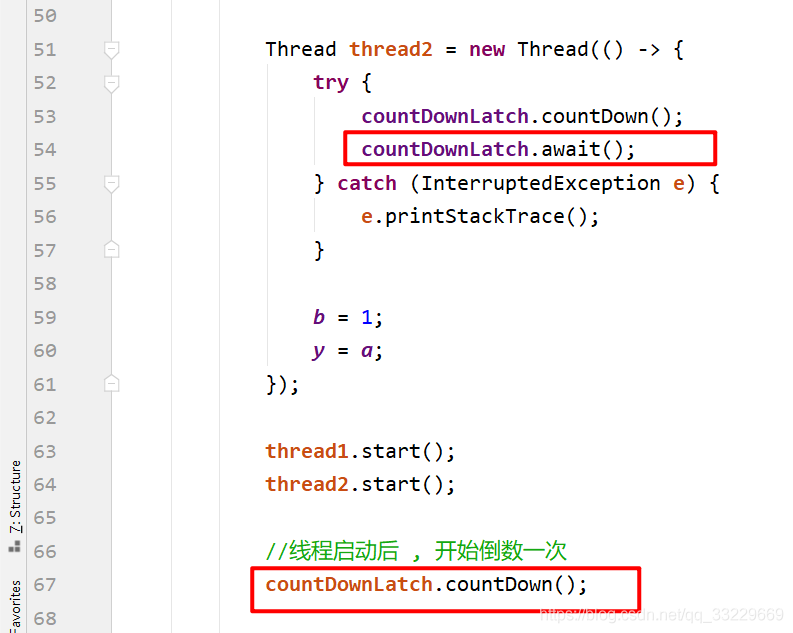 50
51 Thread thread2 = new Thread(() -> {
52 try {
53 countDownLatch.countDown();
54 countDownLatch.await();
55 } catch (InterruptedException e) {
56 e.printStackTrace();
57 }
58
59 b = 1;
60 y = a;
61 });
62
63 thread1.start();
64 thread2.start();
65
66 //线程启动后 , 开始倒数一次
67 countDownLatch.countDown();
68
7: Structure
Favorites
https://blog.csdn.net/qq_33229669